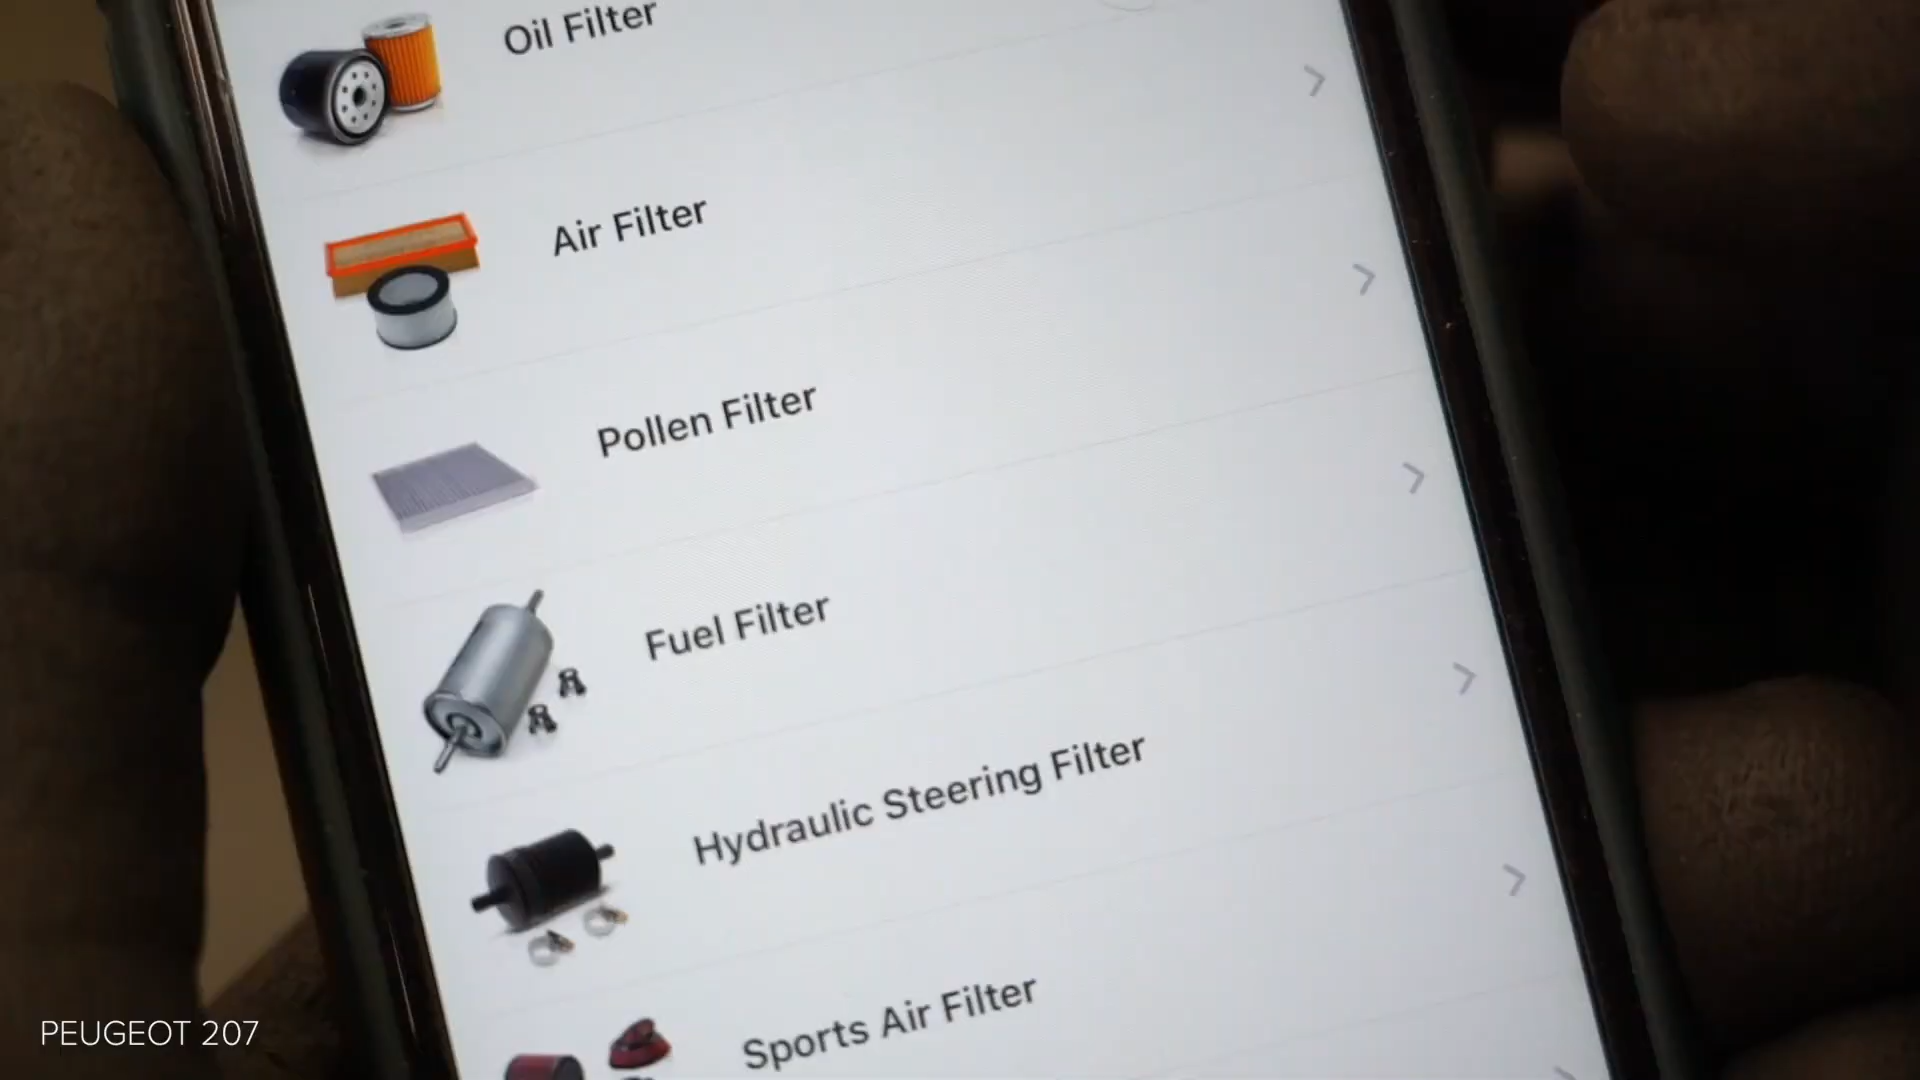 Oil Filter
Air Filter
Pollen Filter
Fuel Filter
Hydraulic Steering Filter
Sports Air Filter
PEUGEOT 207